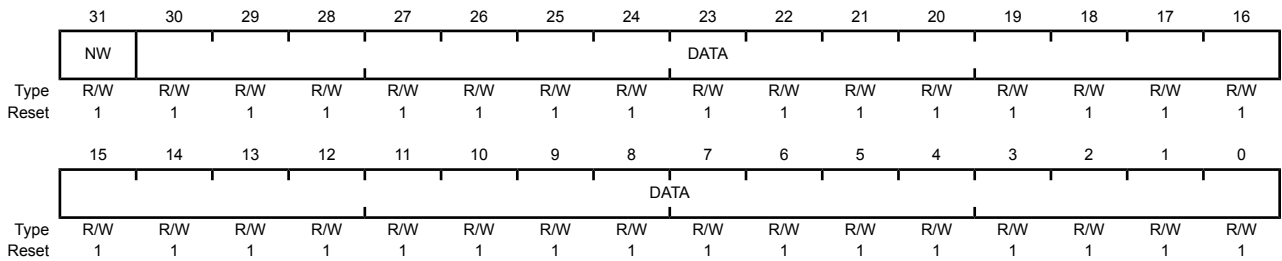 31 30 29 28 27 26 25 24 23 22 21 20 19 18 17 16
NW DATA
Type R/W R/W R/W R/W R/W R/W R/W R/W R/W R/W R/W R/W R/W R/W R/W R/W
Reset 1 1 1 1 1 1 1 1 1 1 1 1 1 1 1 1
15 14 13 12 11 10 9 8 7 6 5 4 3 2 1 0
DATA
Type R/W R/W R/W R/W R/W R/W R/W R/W R/W R/W R/W R/W R/W R/W R/W R/W
Reset 1 1 1 1 1 1 1 1 1 1 1 1 1 1 1 1